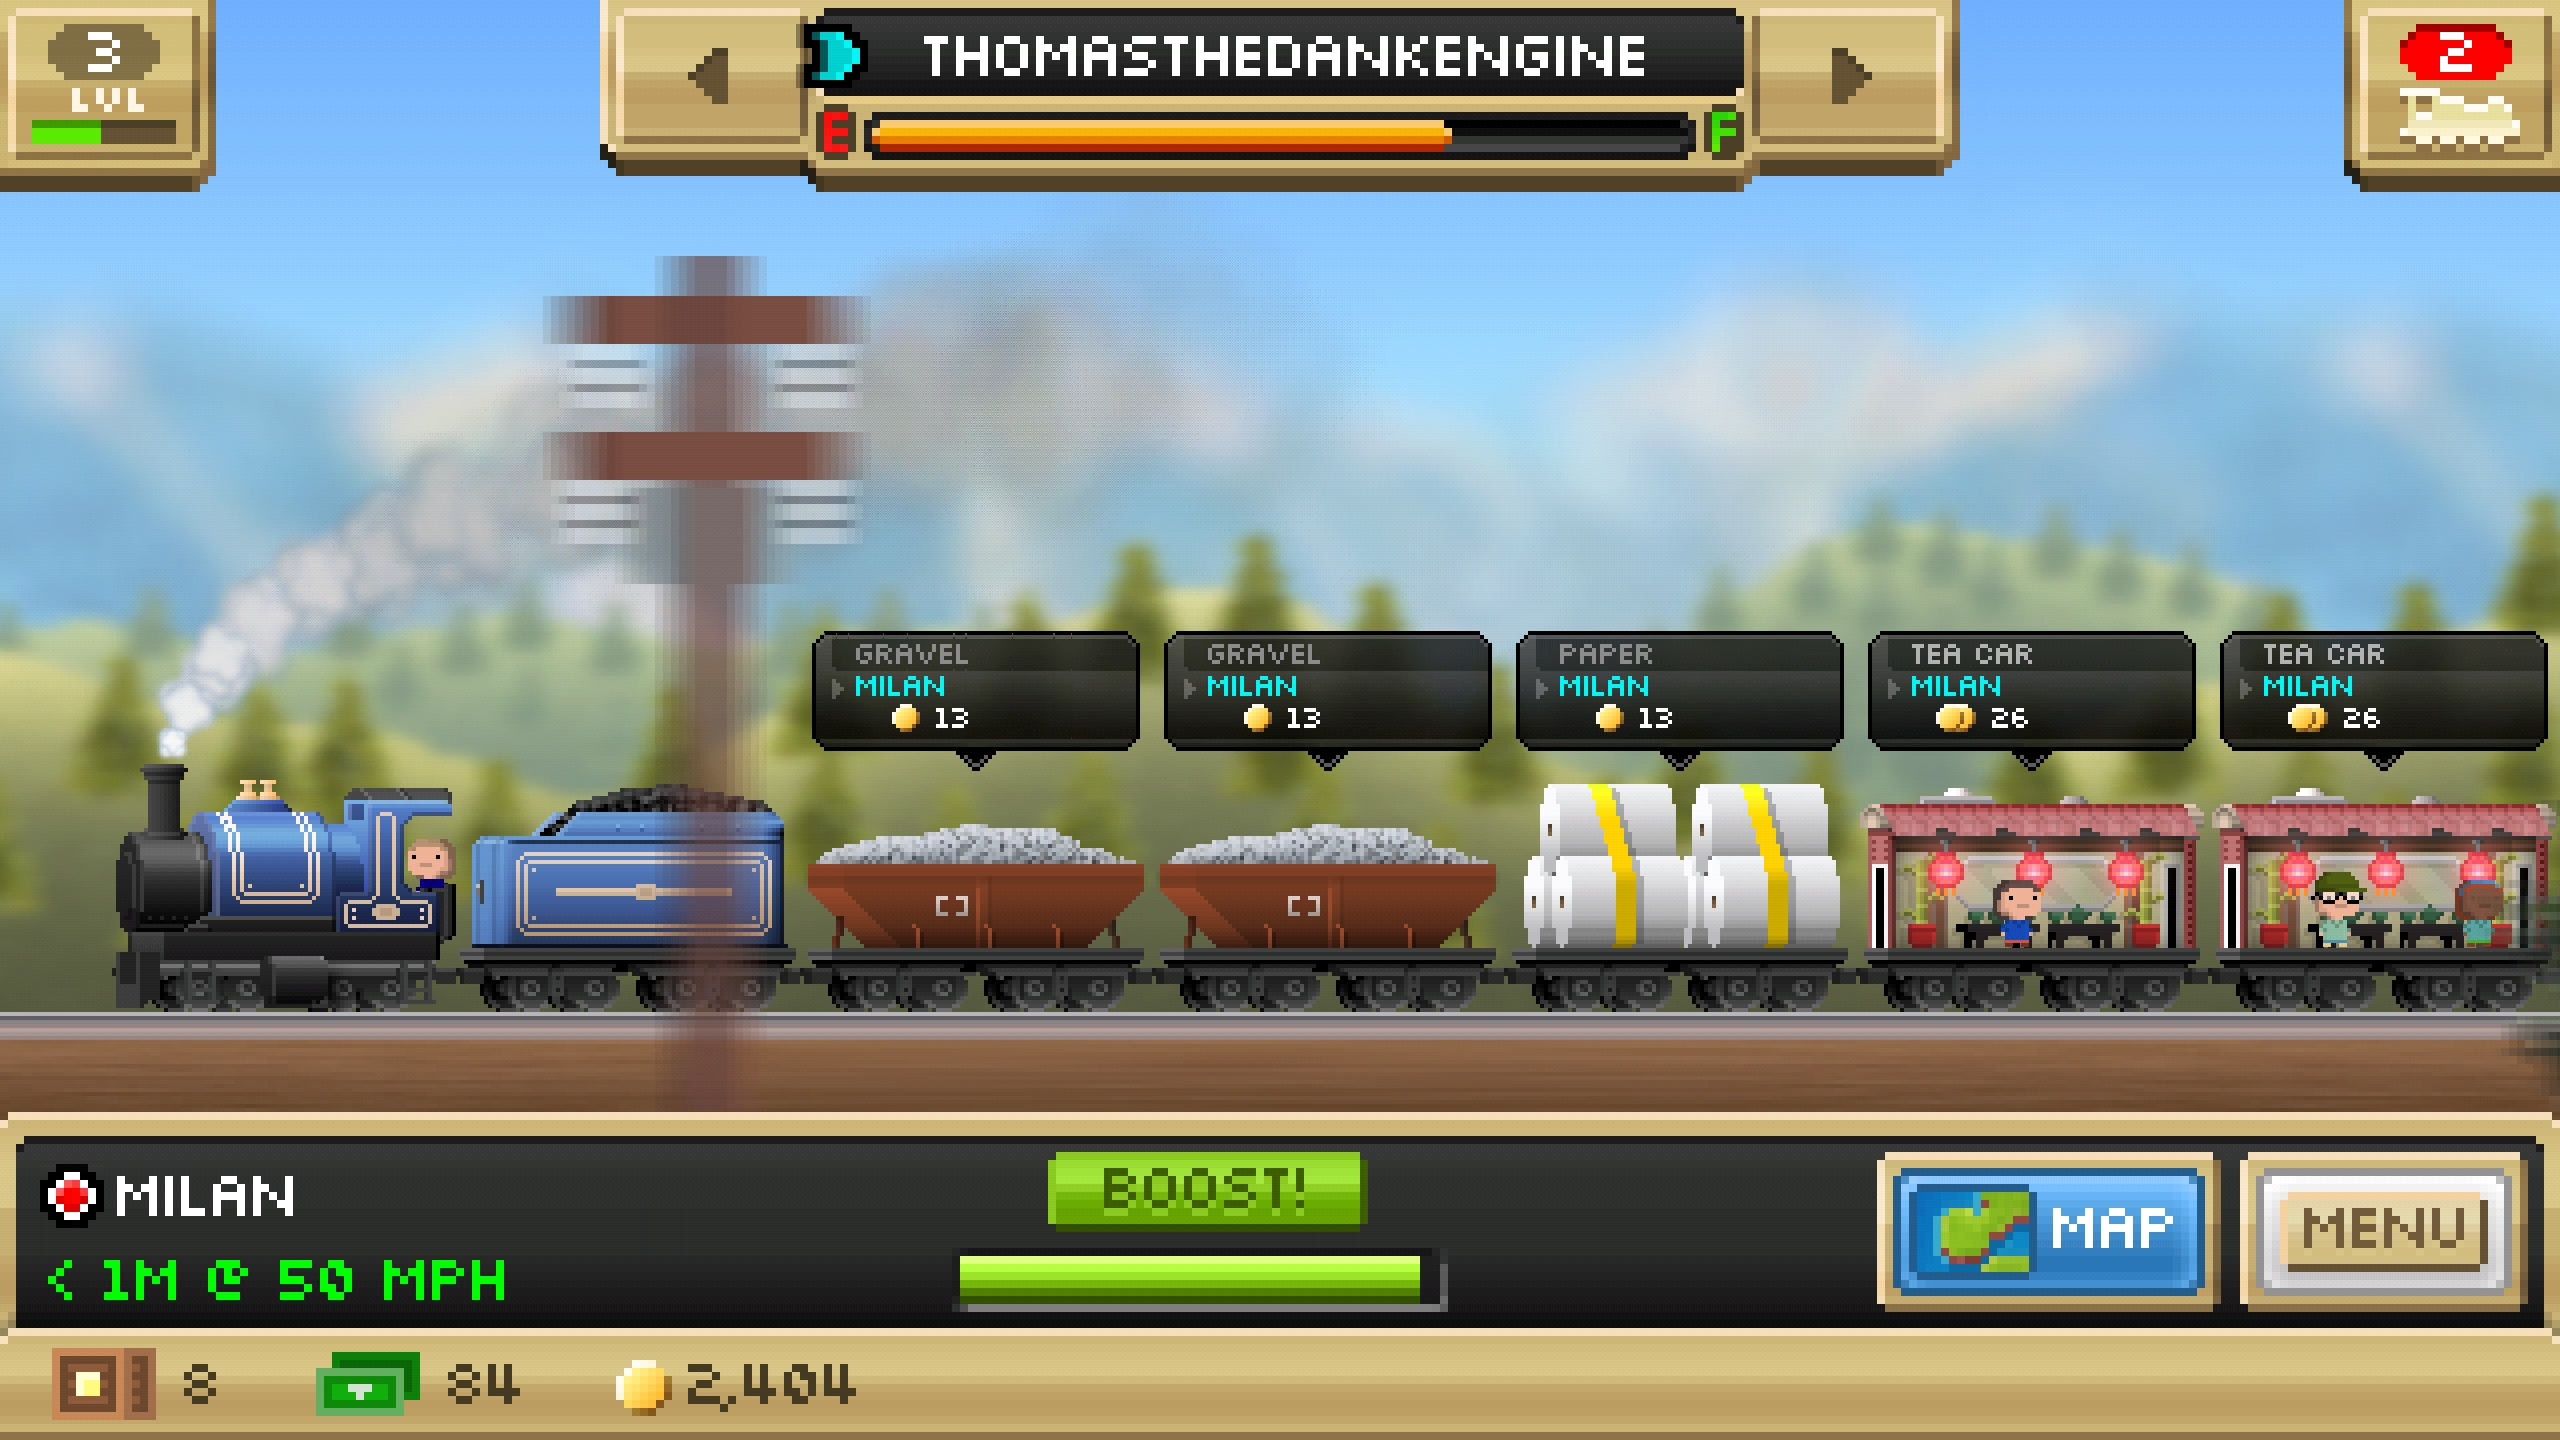 3
LVL
THOMASTHEDANKENGINE
E F
2
GRAVEL
MILAN
13
GRAVEL
MILAN
13
PAPER
MILAN
13
TEA CAR
MILAN
26
TEA CAR
MILAN
26
MILAN
< 1M @ 50 MPH
BOOST!
MAP
MENU
8
84
2,404